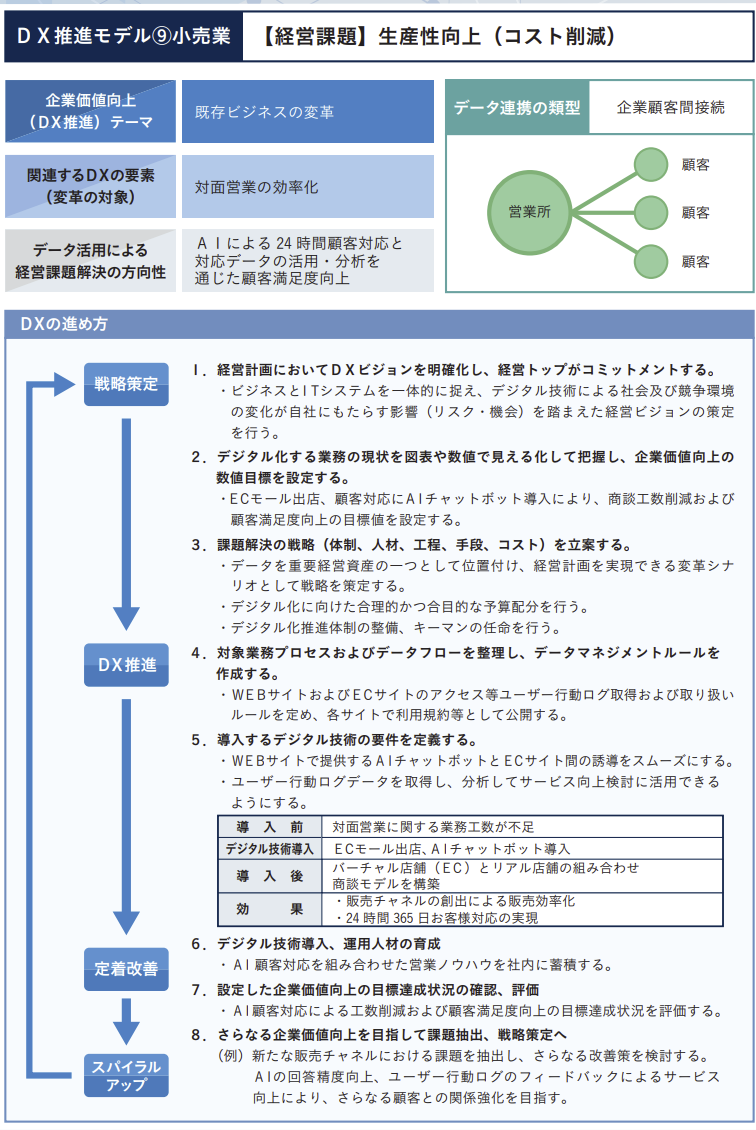 DX推進モデル⑨小売業
【経営課題】生産性向上（コスト削減）
企業価値向上
（DX推進）テーマ
既存ビジネスの変革
関連するDXの要素
（変革の対象）
対面営業の効率化
データ活用による
経営課題解決の方向性
AIによる24時間顧客対応と
対応データの活用・分析を
通じた顧客満足度向上
データ連携の類型
企業顧客間接続
営業所
顧客
顧客
顧客
DXの進め方
戦略策定
1．経営計画においてDXビジョンを明確化し、経営トップがコミットメントする。
・ビジネスとITシステムを一体的に捉え、デジタル技術による社会及び競争環境
の変化が自社にもたらす影響（リスク・機会）を踏まえた経営ビジョンの策定
を行う。
2．デジタル化する業務の現状を図表や数値で見える化して把握し、企業価値向上の
数値目標を設定する。
・ECモール出店、顧客対応にAIチャットボット導入により、商談工数削減および
顧客満足度向上の目標値を設定する。
3．課題解決の戦略（体制、人材、工程、手段、コスト）を立案する。
・データを重要経営資産の一つとして位置付け、経営計画を実現できる変革シナ
リオとして戦略を策定する。
・デジタル化に向けた合理的かつ合目的な予算配分を行う。
・デジタル化推進体制の整備、キーマンの任命を行う。
DX推進
4．対象業務プロセスおよびデータフローを整理し、データマネジメントルールを
作成する。
・WEBサイトおよびECサイトのアクセス等ユーザー行動ログ取得および取り扱い
ルールを定め、各サイトで利用規約等として公開する。
5．導入するデジタル技術の要件を定義する。
・WEBサイトで提供するAIチャットボットとECサイト間の誘導をスムーズにする。
・ユーザー行動ログデータを取得し、分析してサービス向上検討に活用できる
ようにする。
導入前
対面営業に関する業務工数が不足
デジタル技術導入
ECモール出店、AIチャットボット導入
導入後
バーチャル店舗（EC）とリアル店舗の組み合わせ
商談モデルを構築
効果
・販売チャネルの創出による販売効率化
・24時間365日お客様対応の実現
定着改善
6．デジタル技術導入、運用人材の育成
・AI顧客対応を組み合わせた営業ノウハウを社内に蓄積する。
7．設定した企業価値向上の目標達成状況の確認、評価
・AI顧客対応による工数削減および顧客満足度向上の目標達成状況を評価する。
スパイラル
アップ
8．さらなる企業価値向上を目指して課題抽出、戦略策定へ
（例）新たな販売チャネルにおける課題を抽出し、さらなる改善策を検討する。
AIの回答精度向上、ユーザー行動ログのフィードバックによるサービス
向上により、さらなる顧客との関係強化を目指す。